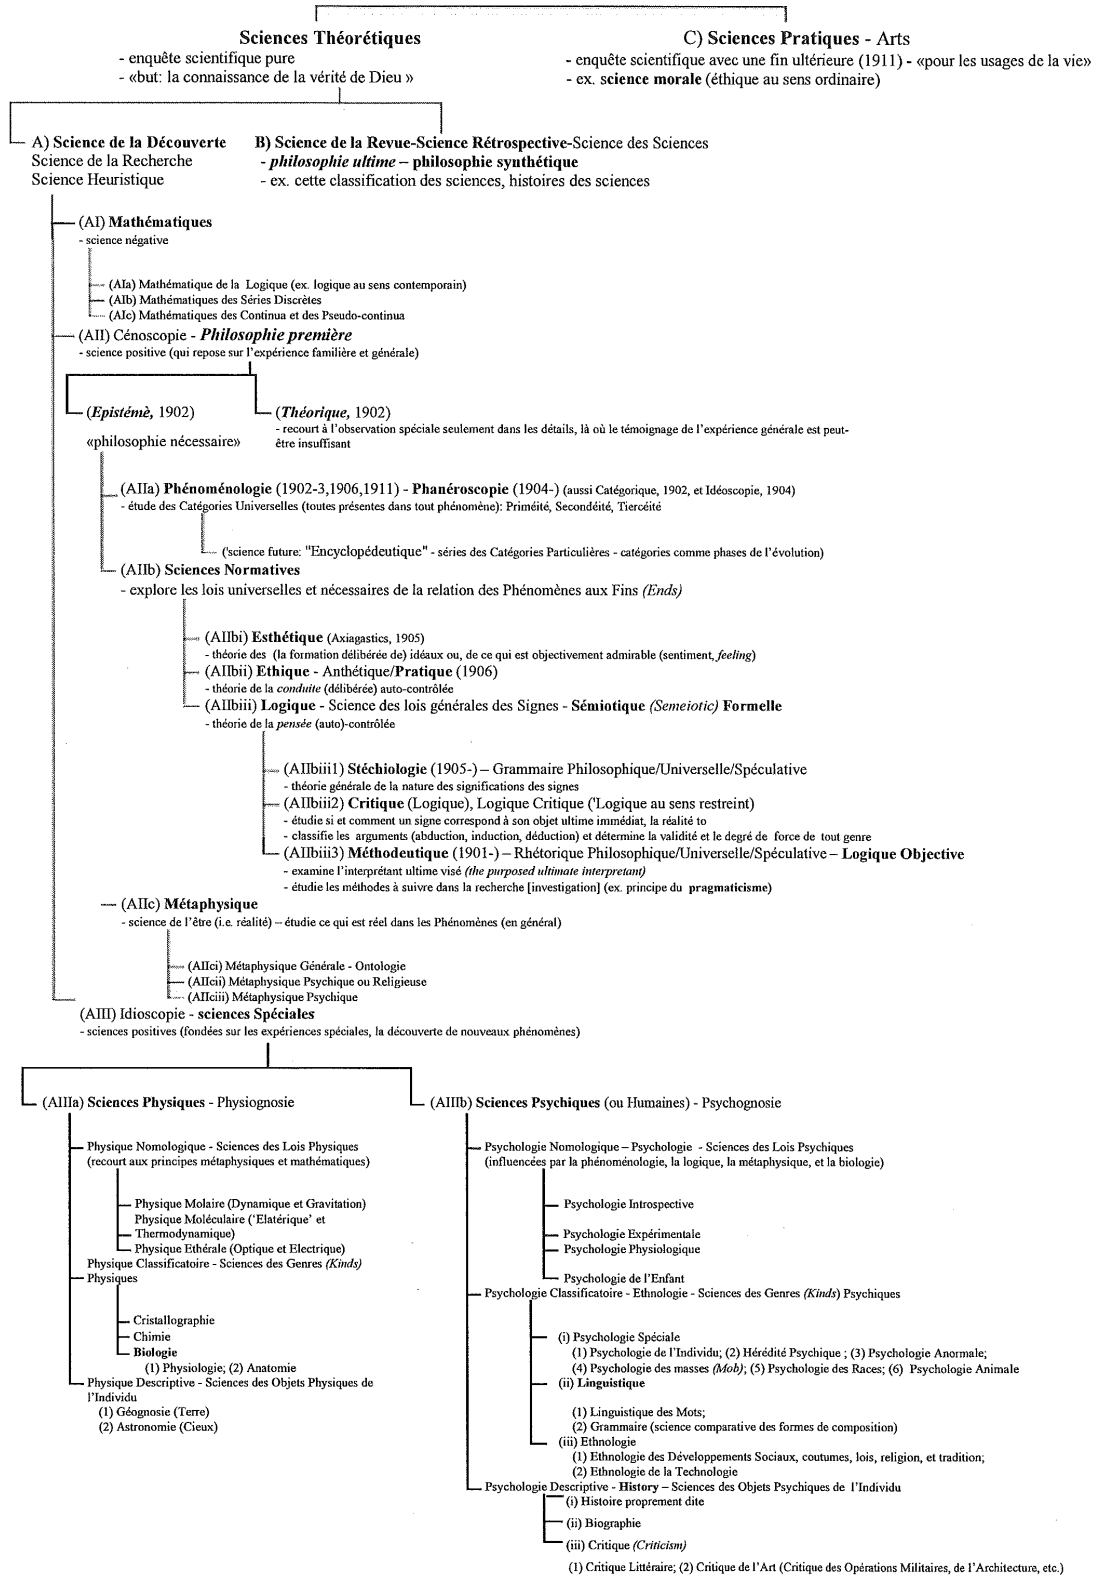 Sciences Théorétiques
- enquête scientifique pure
- «but: la connaissance de la vérité de Dieu »
C) Sciences Pratiques - Arts
- enquête scientifique avec une fin ultérieure (1911) - «pour les usages de la vie»
- ex. science morale (éthique au sens ordinaire)
A) Science de la Découverte
Science de la Recherche
Science Heuristique
B) Science de la Revue-Science Rétrospective-Science des Sciences
- philosophie ultime – philosophie synthétique
- ex. cette classification des sciences, histoires des sciences
(AI) Mathématiques
- science négative
(AIa) Mathématique de la Logique (ex. logique au sens contemporain)
(AIb) Mathématiques des Séries Discrètes
(AIc) Mathématiques des Continua et des Pseudo-continua
(AII) Cénoscopie - Philosophie première
- science positive (qui repose sur l'expérience familière et générale)
(Epistémè, 1902)
«philosophie nécessaire»
(Théorique, 1902)
- recourt à l'observation spéciale seulement dans les détails, là où le témoignage de l'expérience générale est peut-
être insuffisant
(AIIa) Phénoménologie (1902-3,1906,1911) - Phanéroscopie (1904-) (aussi Catégorique, 1902, et Idéoscopie, 1904)
- étude des Catégories Universelles (toutes présentes dans tout phénomène): Priméité, Secondéité, Tiercéité
('science future: "Encyclopédeutique" - séries des Catégories Particulières - catégories comme phases de l'évolution)
(AIIb) Sciences Normatives
- explore les lois universelles et nécessaires de la relation des Phénomènes aux Fins (Ends)
(AIIbi) Esthétique (Axiagastics, 1905)
- théorie des (la formation délibérée de) idéaux ou, de ce qui est objectivement admirable (sentiment, feeling)
(AIIbii) Ethique - Anthétique/Pratique (1906)
- théorie de la conduite (délibérée) auto-contrôlée
(AIIbiii) Logique - Science des lois générales des Signes - Sémiotique (Semeiotic) Formelle
- théorie de la pensée (auto)-contrôlée
(AIIbiii1) Stéchiologie (1905-) – Grammaire Philosophique/Universelle/Spéculative
- théorie générale de la nature des significations des signes
(AIIbiii2) Critique (Logique), Logique Critique ('Logique au sens restreint)
- étudie si et comment un signe correspond à son objet ultime immédiat, la réalité to
- classifie les arguments (abduction, induction, déduction) et détermine la validité et le degré de force de tout genre
(AIIbiii3) Méthodeutique (1901-) – Rhétorique Philosophique/Universelle/Spéculative – Logique Objective
- examine l'interprétant ultime visé (the purposed ultimate interpretant)
- étudie les méthodes à suivre dans la recherche [investigation] (ex. principe du pragmaticisme)
(AIIc) Métaphysique
- science de l'être (i.e. réalité) – étudie ce qui est réel dans les Phénomènes (en général)
(AIIci) Métaphysique Générale - Ontologie
(AIIcii) Métaphysique Psychique ou Religieuse
(AIIciii) Métaphysique Psychique
(AIII) Idioscopie - sciences Spéciales
- sciences positives (fondées sur les expériences spéciales, la découverte de nouveaux phénomènes)
(AIIIa) Sciences Physiques - Physiognosie
Physique Nomologique - Sciences des Lois Physiques
(recourt aux principes métaphysiques et mathématiques)
Physique Molaire (Dynamique et Gravitation)
Physique Moléculaire ('Elatérique' et
Thermodynamique)
Physique Ethérale (Optique et Electrique)
Physique Classificatoire - Sciences des Genres (Kinds)
Physiques
Cristallographie
Chimie
Biologie
(1) Physiologie; (2) Anatomie
Physique Descriptive - Sciences des Objets Physiques de
l'Individu
(1) Géognosie (Terre)
(2) Astronomie (Cieux)
(AIIIb) Sciences Psychiques (ou Humaines) - Psychognosie
Psychologie Nomologique – Psychologie - Sciences des Lois Psychiques
(influencées par la phénoménologie, la logique, la métaphysique, et la biologie)
Psychologie Introspective
Psychologie Expérimentale
Psychologie Physiologique
Psychologie de l'Enfant
Psychologie Classificatoire - Ethnologie - Sciences des Genres (Kinds) Psychiques
(i) Psychologie Spéciale
(1) Psychologie de l'Individu; (2) Hérédité Psychique ; (3) Psychologie Anormale;
(4) Psychologie des masses (Mob); (5) Psychologie des Races; (6) Psychologie Animale
(ii) Linguistique
(1) Linguistique des Mots;
(2) Grammaire (science comparative des formes de composition)
(iii) Ethnologie
(1) Ethnologie des Développements Sociaux, coutumes, lois, religion, et tradition;
(2) Ethnologie de la Technologie
Psychologie Descriptive - History – Sciences des Objets Psychiques de l'Individu
(i) Histoire proprement dite
(ii) Biographie
(iii) Critique (Criticism)
(1) Critique Littéraire; (2) Critique de l'Art (Critique des Opérations Militaires, de l'Architecture, etc.)